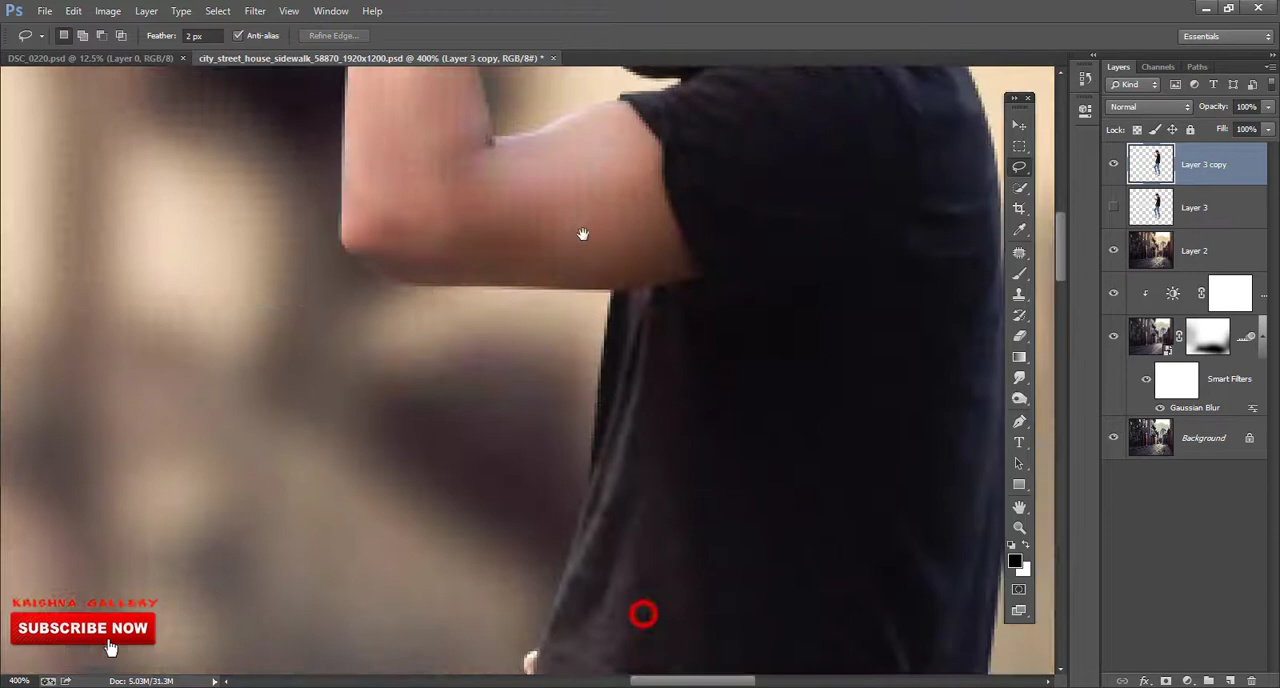 Ps File Edit Image Layer Type Select Filter View Window Help
Feather: 2 px Anti-alias Refine Edge... Essentials
DSC_0220.psd @ 12.5% (Layer 0, RGB/8) × city_street_house_sidewalk_58870_1920x1200.psd @ 400% (Layer 3 copy, RGB/8#) * ×
Layers Channels Paths
Kind
Normal Opacity: 100%
Lock: Fill: 100%
Layer 3 copy
Layer 3
Layer 2
...
Smart Filters
Gaussian Blur
Background
KRISHNA GALLERY
SUBSCRIBE NOW
400% Doc: 5.03M/31.3M